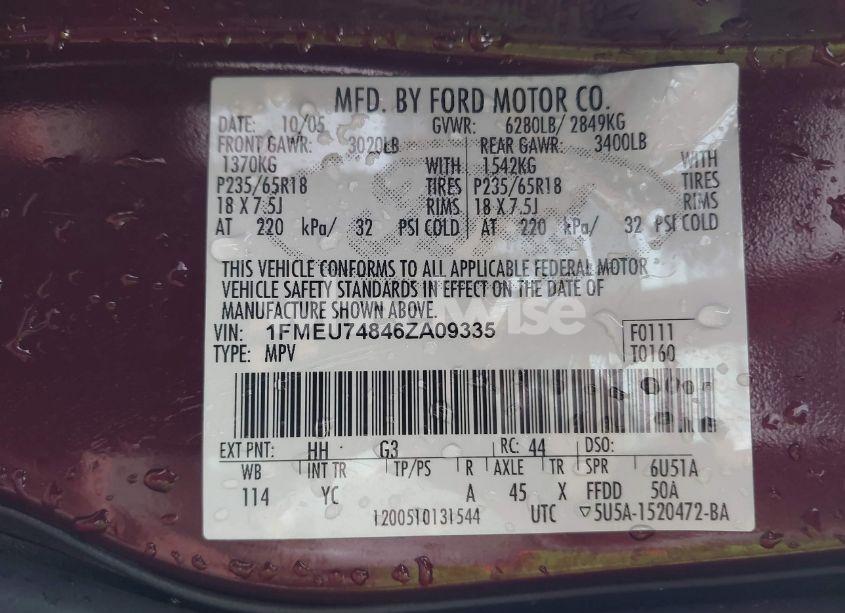 MFD. BY FORD MOTOR CO.
DATE: 10/05 GVWR: 6280LB/ 2849KG
FRONT GAWR: 3020LB REAR GAWR: 3400LB
1370KG WITH 1542KG WITH
P235/65R18 TIRES P235/65R18 TIRES
18 X 7.5J RIMS 18 X 7.5J RIMS
AT 220 kPa/ 32 PSI COLD AT 220 kPa/ 32 PSI COLD
THIS VEHICLE CONFORMS TO ALL APPLICABLE FEDERAL MOTOR
VEHICLE SAFETY STANDARDS IN EFFECT ON THE DATE OF
MANUFACTURE SHOWN ABOVE.
VIN: 1FMEU74846ZA09335 F0111
TYPE: MPV T0160
EXT PNT: HH G3 RC: 44 DSO:
WB INT TR TP/PS R AXLE TR SPR 6U51A
114 YC A 45 X FFDD 50A
1200510131544 UTC ▽5U5A-1520472-BA